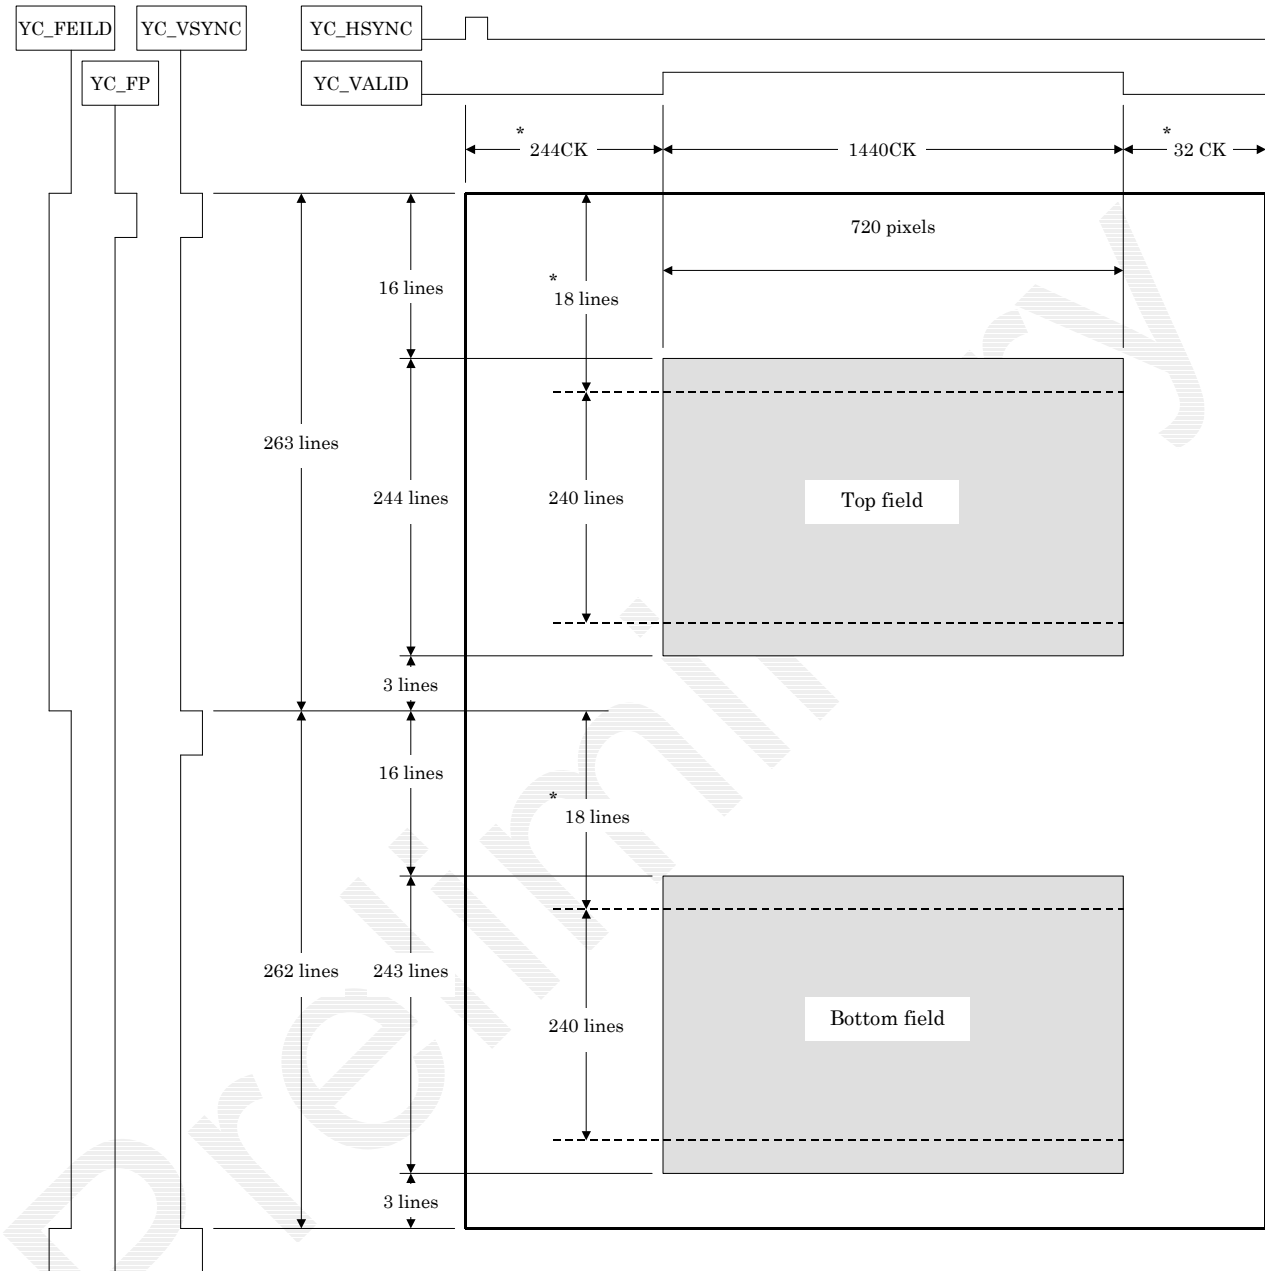 YC_FEILD
YC_VSYNC
YC_HSYNC
YC_FP
YC_VALID
* 244CK
1440CK
* 32 CK
720 pixels
16 lines
* 18 lines
263 lines
244 lines
240 lines
Top field
3 lines
16 lines
* 18 lines
262 lines
243 lines
240 lines
Bottom field
3 lines
Preliminary